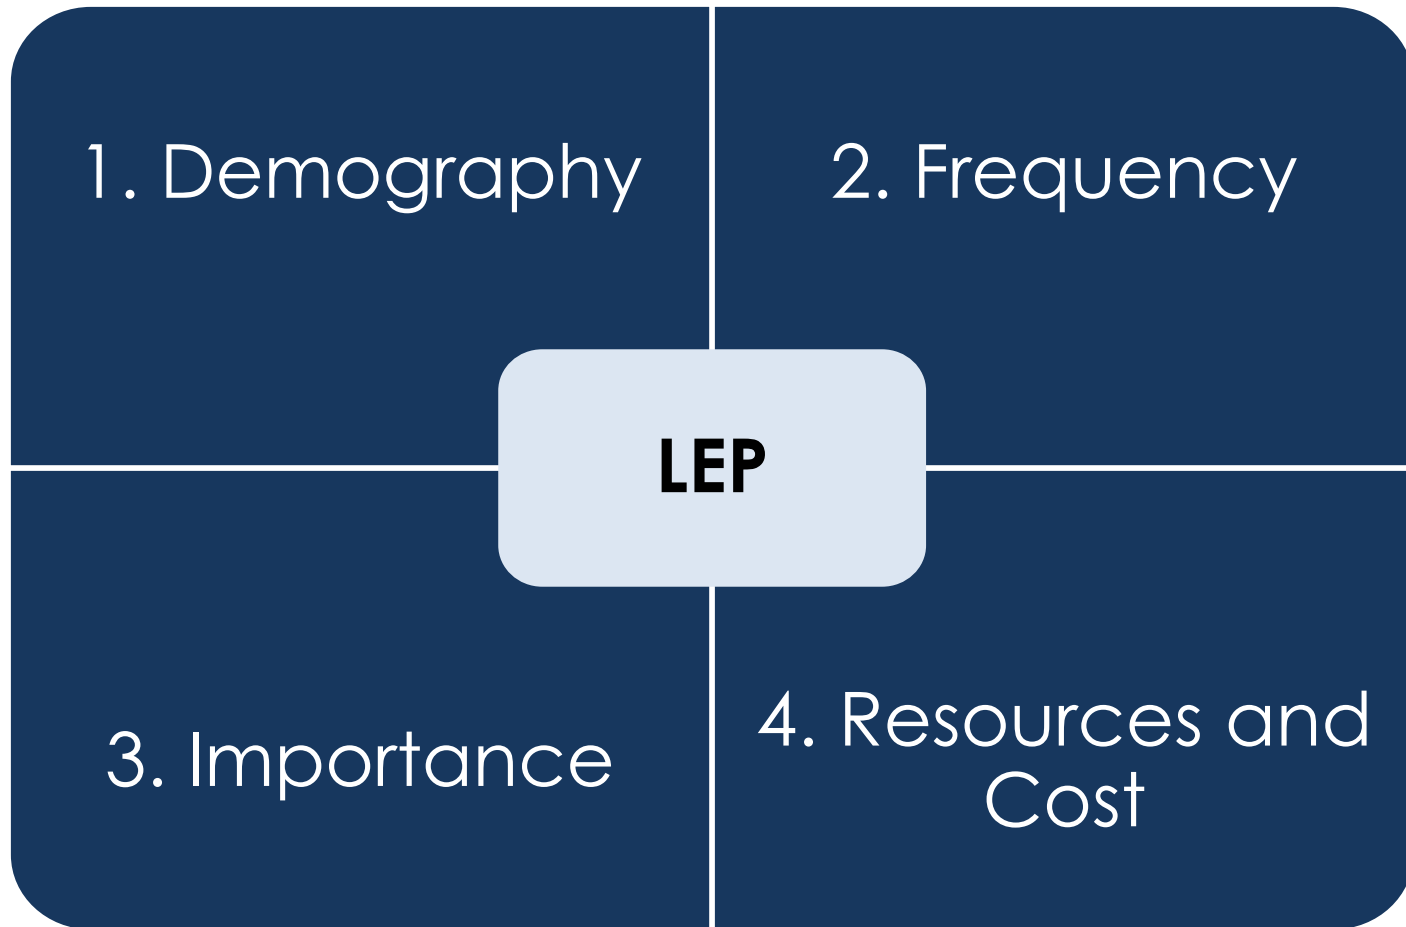 1. Demography
2. Frequency
LEP
3. Importance
4. Resources and
Cost